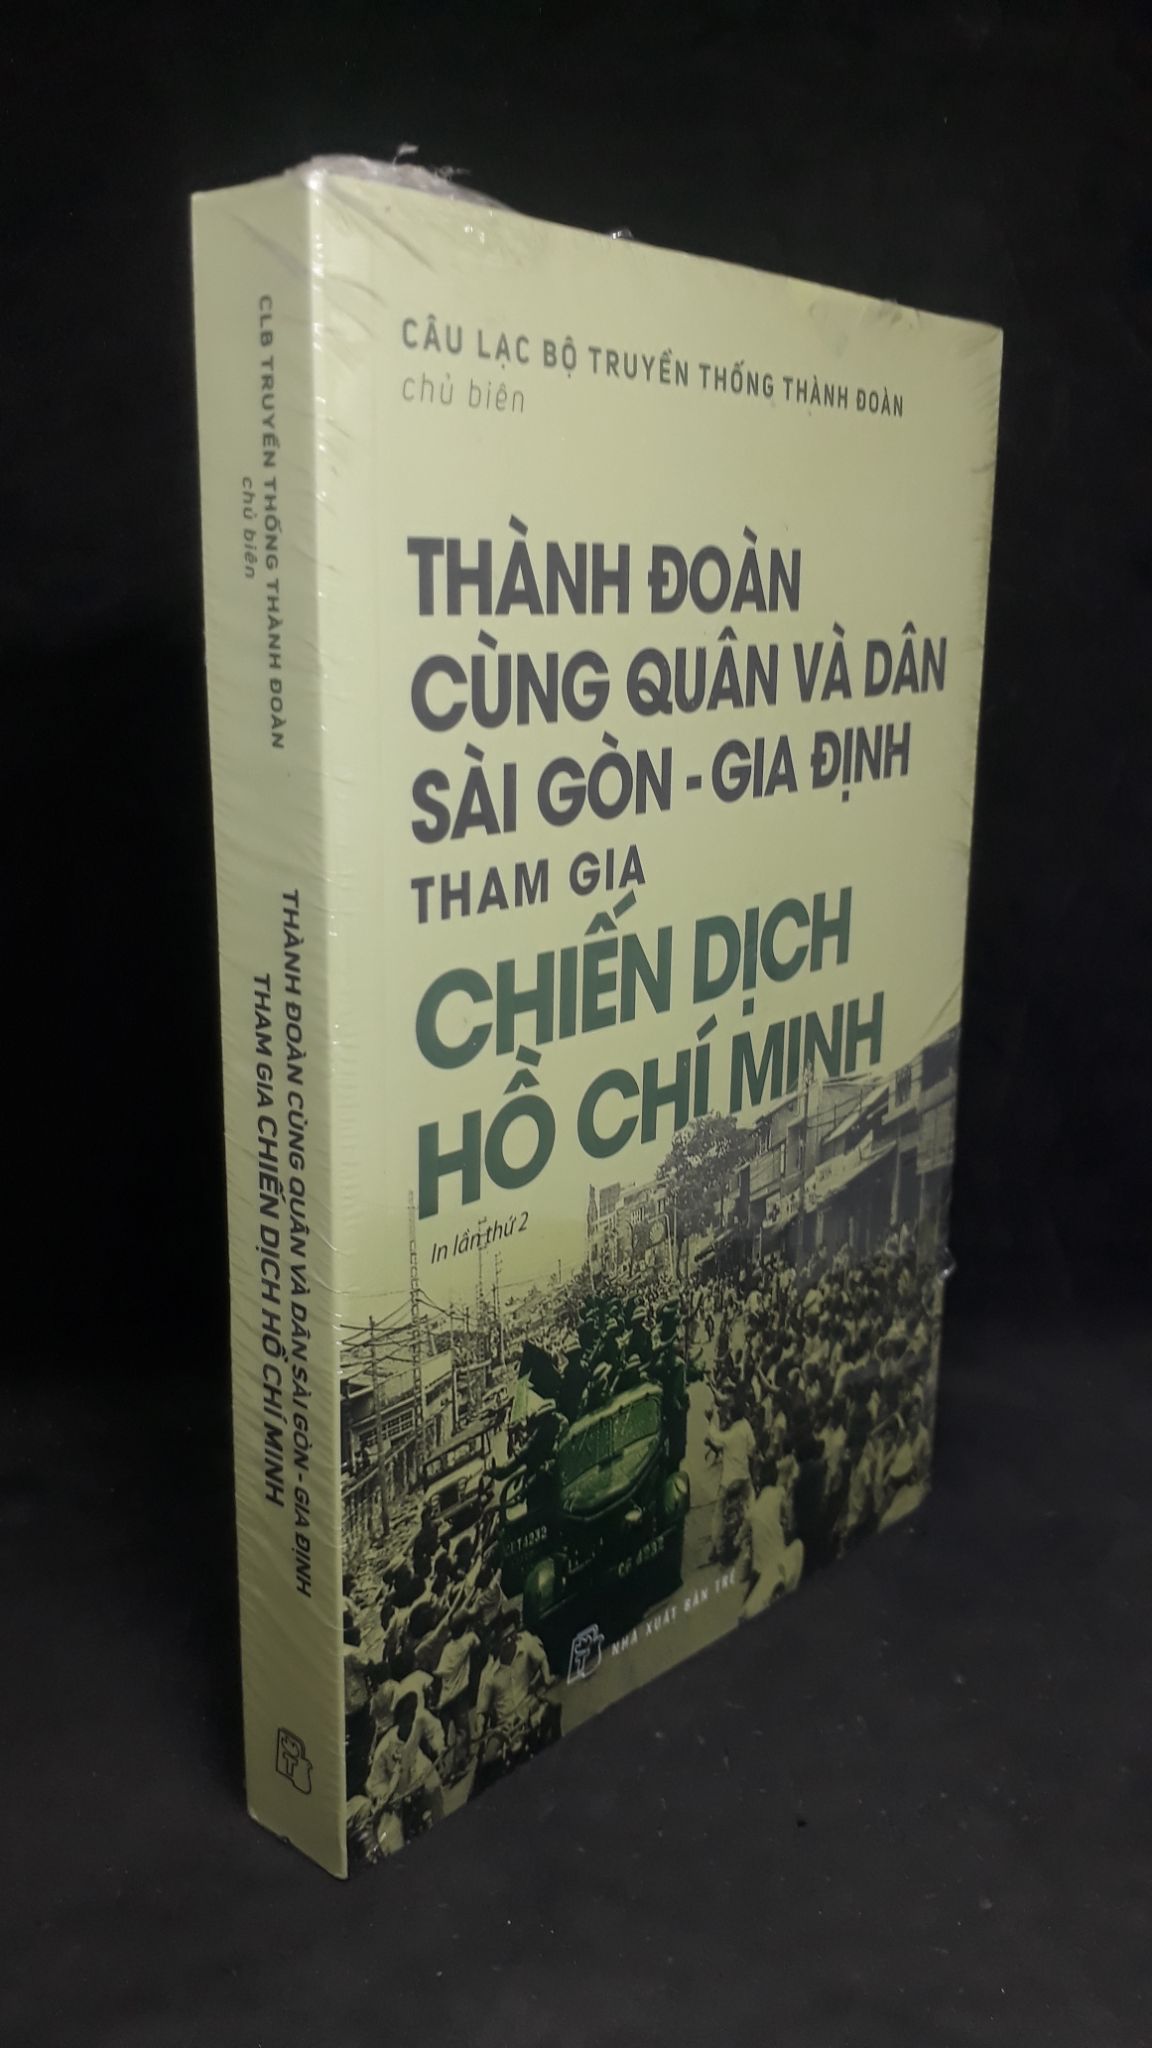 CÂU LẠC BỘ TRUYỀN THỐNG THÀNH ĐOÀN
chủ biên
THÀNH ĐOÀN
CÙNG QUÂN VÀ DÂN
SÀI GÒN - GIA ĐỊNH
THAM GIA
CHIẾN DỊCH
HỒ CHÍ MINH
In lần thứ 2
NHÀ XUẤT BẢN TRẺ
CLB TRUYỀN THỐNG THÀNH ĐOÀN
chủ biên
THÀNH ĐOÀN CÙNG QUÂN VÀ DÂN SÀI GÒN - GIA ĐỊNH
THAM GIA CHIẾN DỊCH HỒ CHÍ MINH